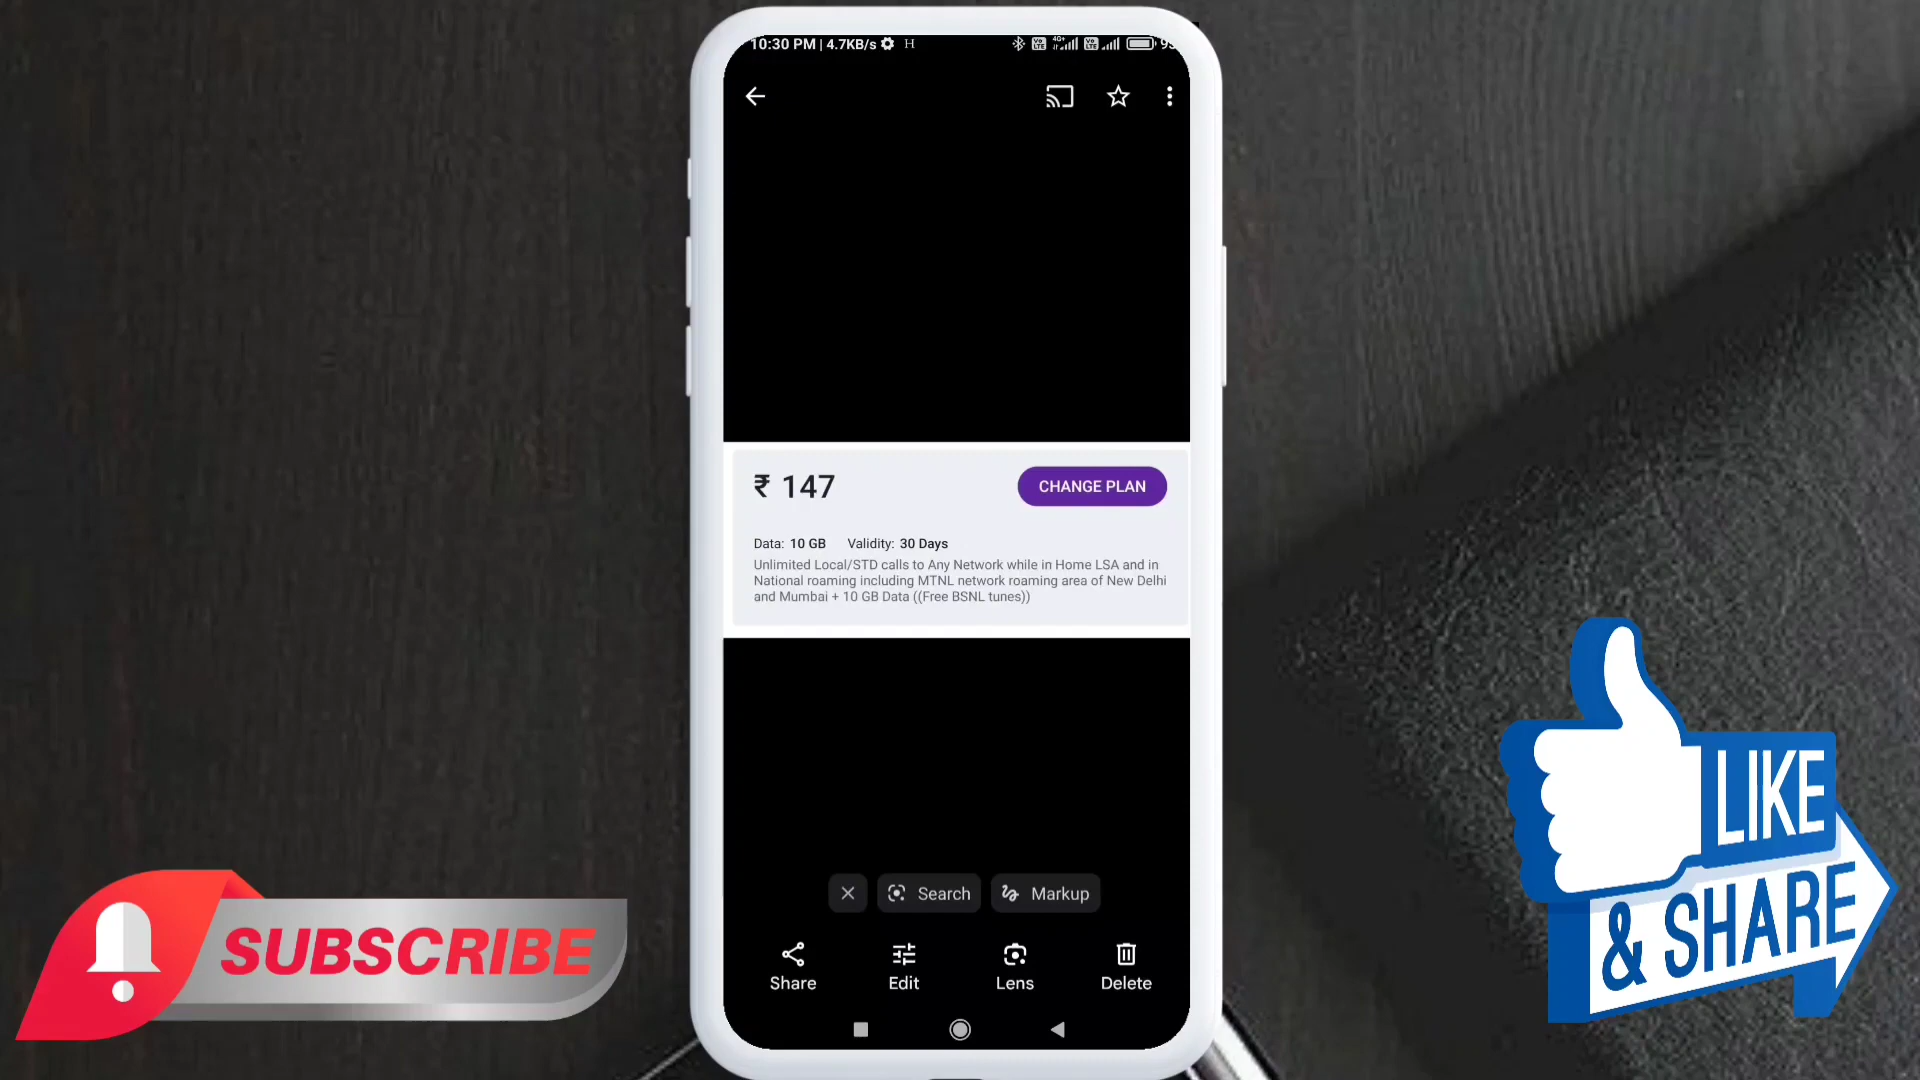 10:30 PM | 4.7KB/s H
4G+
₹ 147
CHANGE PLAN
Data: 10 GB Validity: 30 Days
Unlimited Local/STD calls to Any Network while in Home LSA and in
National roaming including MTNL network roaming area of New Delhi
and Mumbai + 10 GB Data ((Free BSNL tunes))
Search
Markup
Share
Edit
Lens
Delete
SUBSCRIBE
LIKE
& SHARE